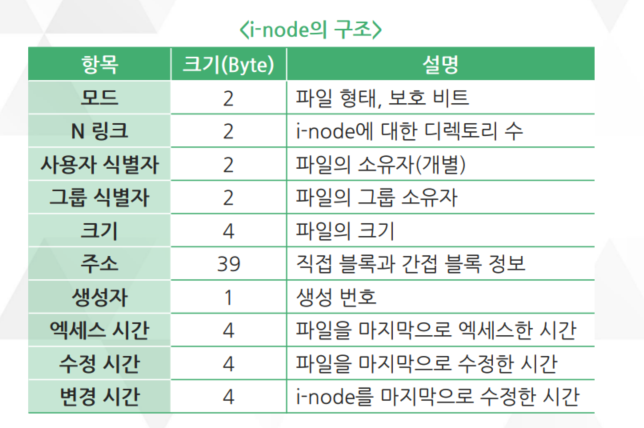 <i-node의 구조>
항목 크기(Byte) 설명
모드 2 파일 형태, 보호 비트
N 링크 2 i-node에 대한 디렉토리 수
사용자 식별자 2 파일의 소유자(개별)
그룹 식별자 2 파일의 그룹 소유자
크기 4 파일의 크기
주소 39 직접 블록과 간접 블록 정보
생성자 1 생성 번호
엑세스 시간 4 파일을 마지막으로 엑세스한 시간
수정 시간 4 파일을 마지막으로 수정한 시간
변경 시간 4 i-node를 마지막으로 수정한 시간